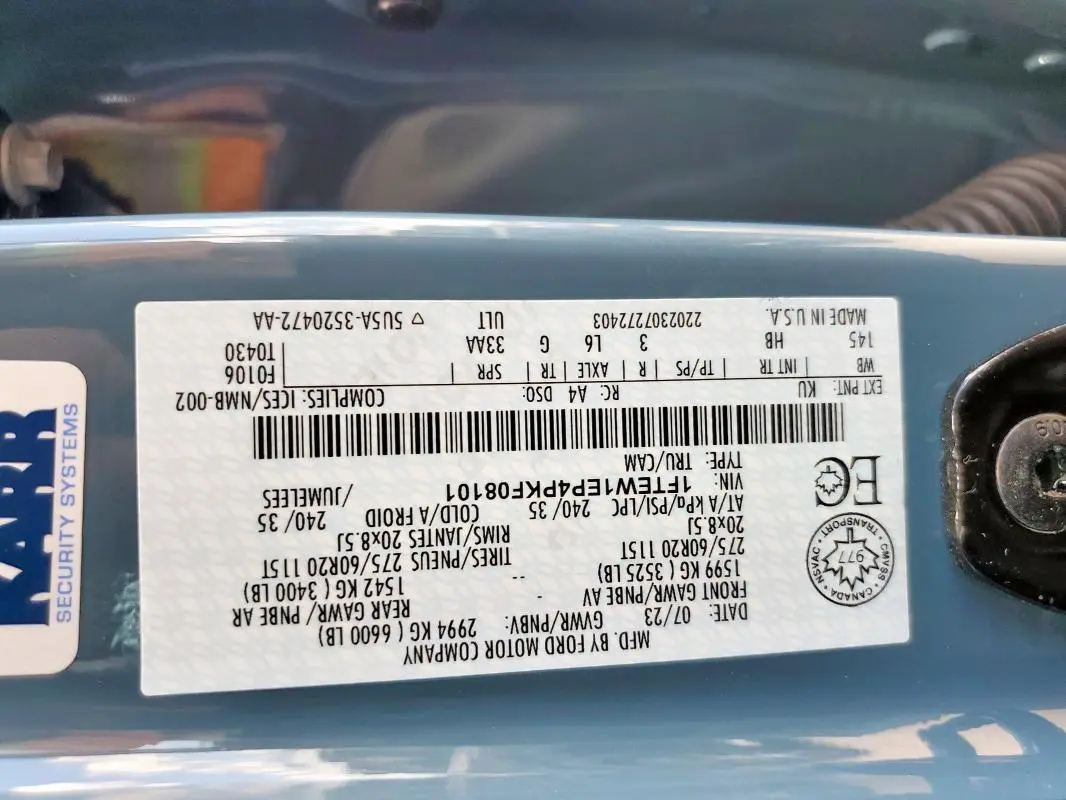 MFD. BY FORD MOTOR COMPANY
DATE: 07/23 GVWR/PNBV: 2994 KG ( 6600 LB)
FRONT GAWR/PNBE AV REAR GAWR/ PNBE AR
1599 KG ( 3525 LB) 1542 KG ( 3400 LB)
275/60R20 115T TIRES/PNEUS 275/60R20 115T
20x8.5J RIMS/JANTES 20x8.5J
AT/A kPa/PSI/LPC 240/35 COLD/A FROID 240/35
VIN: 1FTEW1EP4PKF08101 /JUMELEES
TYPE: TRU/CAM
NSVAC • TRANSPORT • CMVSS • CANADA
977
EC
EXT PNT: KU RC: A4 DSO: COMPLIES: ICES/NMB-002
WB | INT TR | TP/PS | R | AXLE | TR | SPR | F0106
145 HB 3 L6 G 33AA T0430
MADE IN U.S.A. 2202307272403 ULT ▽ 5U5A-3520472-AA
KARR
SECURITY SYSTEMS